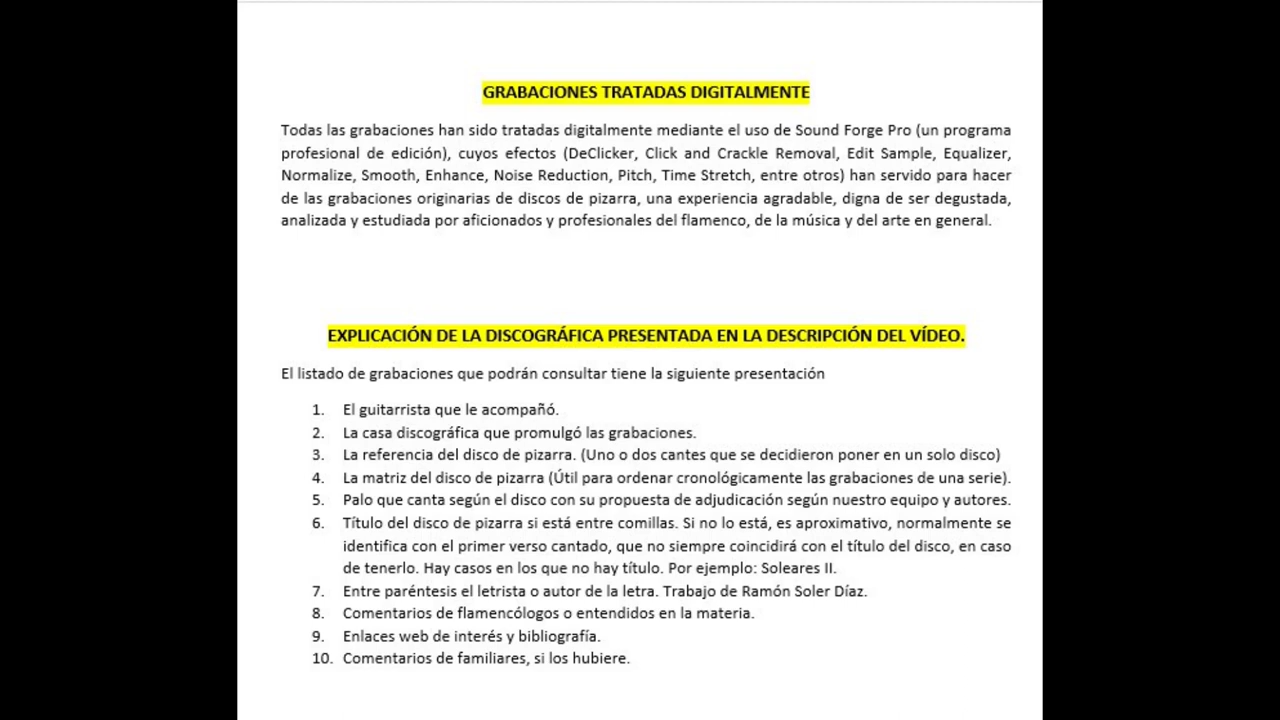 GRABACIONES TRATADAS DIGITALMENTE
Todas las grabaciones han sido tratadas digitalmente mediante el uso de Sound Forge Pro (un programa
profesional de edición), cuyos efectos (DeClicker, Click and Crackle Removal, Edit Sample, Equalizer,
Normalize, Smooth, Enhance, Noise Reduction, Pitch, Time Stretch, entre otros) han servido para hacer
de las grabaciones originarias de discos de pizarra, una experiencia agradable, digna de ser degustada,
analizada y estudiada por aficionados y profesionales del flamenco, de la música y del arte en general.
EXPLICACIÓN DE LA DISCOGRÁFICA PRESENTADA EN LA DESCRIPCIÓN DEL VÍDEO.
El listado de grabaciones que podrán consultar tiene la siguiente presentación
1. El guitarrista que le acompañó.
2. La casa discográfica que promulgó las grabaciones.
3. La referencia del disco de pizarra. (Uno o dos cantes que se decidieron poner en un solo disco)
4. La matriz del disco de pizarra (Útil para ordenar cronológicamente las grabaciones de una serie).
5. Palo que canta según el disco con su propuesta de adjudicación según nuestro equipo y autores.
6. Título del disco de pizarra si está entre comillas. Si no lo está, es aproximativo, normalmente se
identifica con el primer verso cantado, que no siempre coincidirá con el título del disco, en caso
de tenerlo. Hay casos en los que no hay título. Por ejemplo: Soleares II.
7. Entre paréntesis el letrista o autor de la letra. Trabajo de Ramón Soler Díaz.
8. Comentarios de flamencólogos o entendidos en la materia.
9. Enlaces web de interés y bibliografía.
10. Comentarios de familiares, si los hubiere.